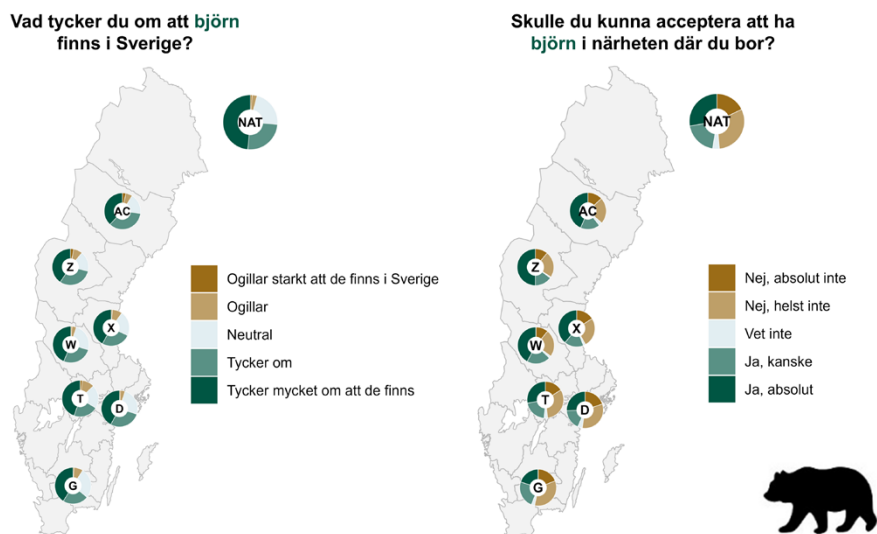 Vad tycker du om att björn
finns i Sverige?
NAT
AC
Z
X
W
T
D
G
Ogillar starkt att de finns i Sverige
Ogillar
Neutral
Tycker om
Tycker mycket om att de finns
Skulle du kunna acceptera att ha
björn i närheten där du bor?
NAT
AC
Z
X
W
T
D
G
Nej, absolut inte
Nej, helst inte
Vet inte
Ja, kanske
Ja, absolut